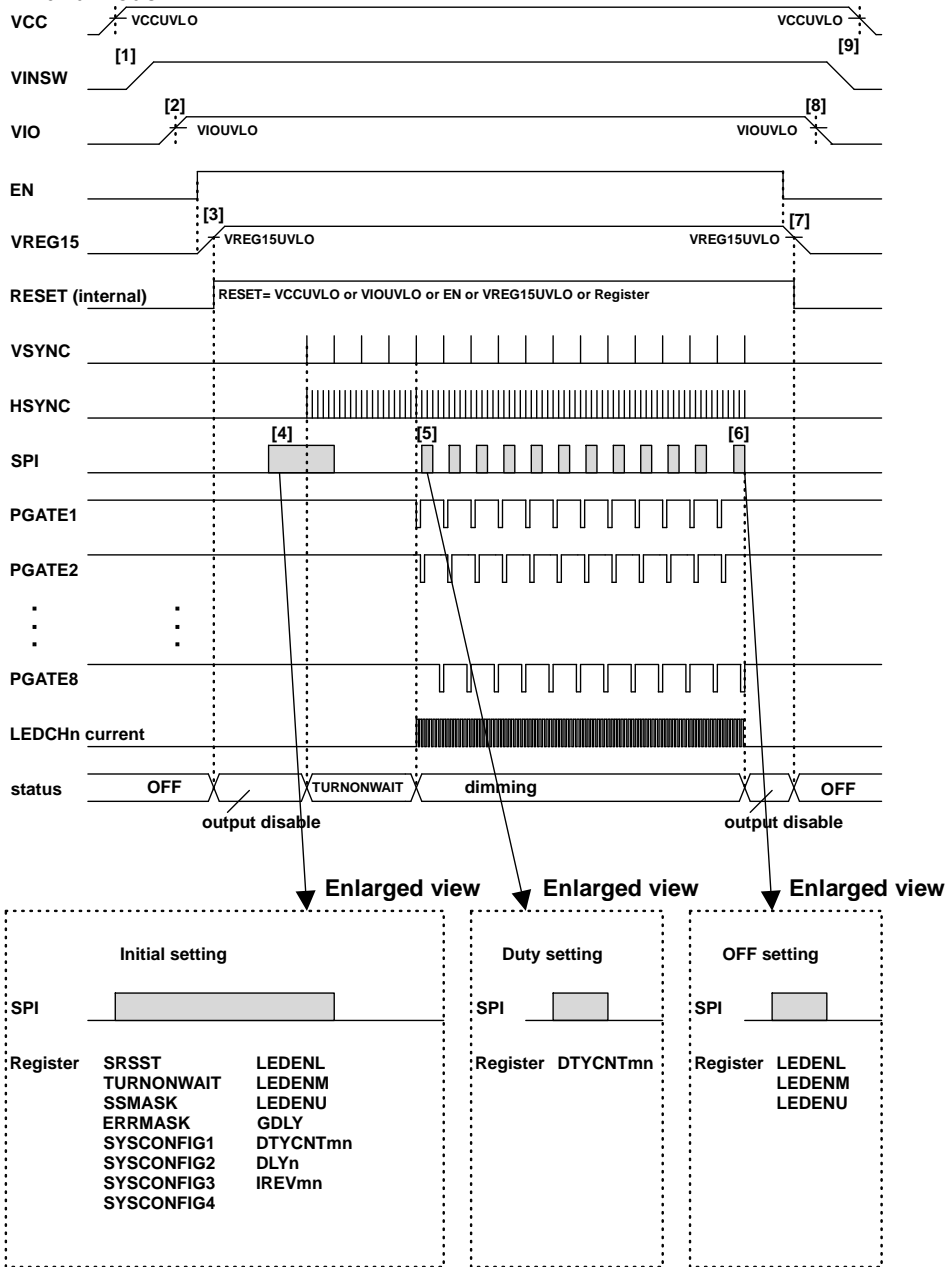 VCC VCCUVLO VCCUVLO
[1] [9]
VINSW
[2] [8]
VIO VIOUVLO VIOUVLO
EN
[3] [7]
VREG15 VREG15UVLO VREG15UVLO
RESET (internal) RESET= VCCUVLO or VIOUVLO or EN or VREG15UVLO or Register
VSYNC
HSYNC
[4] [5] [6]
SPI
PGATE1
PGATE2
PGATE8
LEDCHn current
status OFF TURNONWAIT dimming OFF
output disable output disable
Enlarged view Enlarged view Enlarged view
Initial setting
SPI
Register SRSST LEDENL
TURNONWAIT LEDENM
SSMASK LEDENU
ERRMASK GDLY
SYSCONFIG1 DTYCNTmn
SYSCONFIG2 DLYn
SYSCONFIG3 IREVmn
SYSCONFIG4
Duty setting
SPI
Register DTYCNTmn
OFF setting
SPI
Register LEDENL
LEDENM
LEDENU